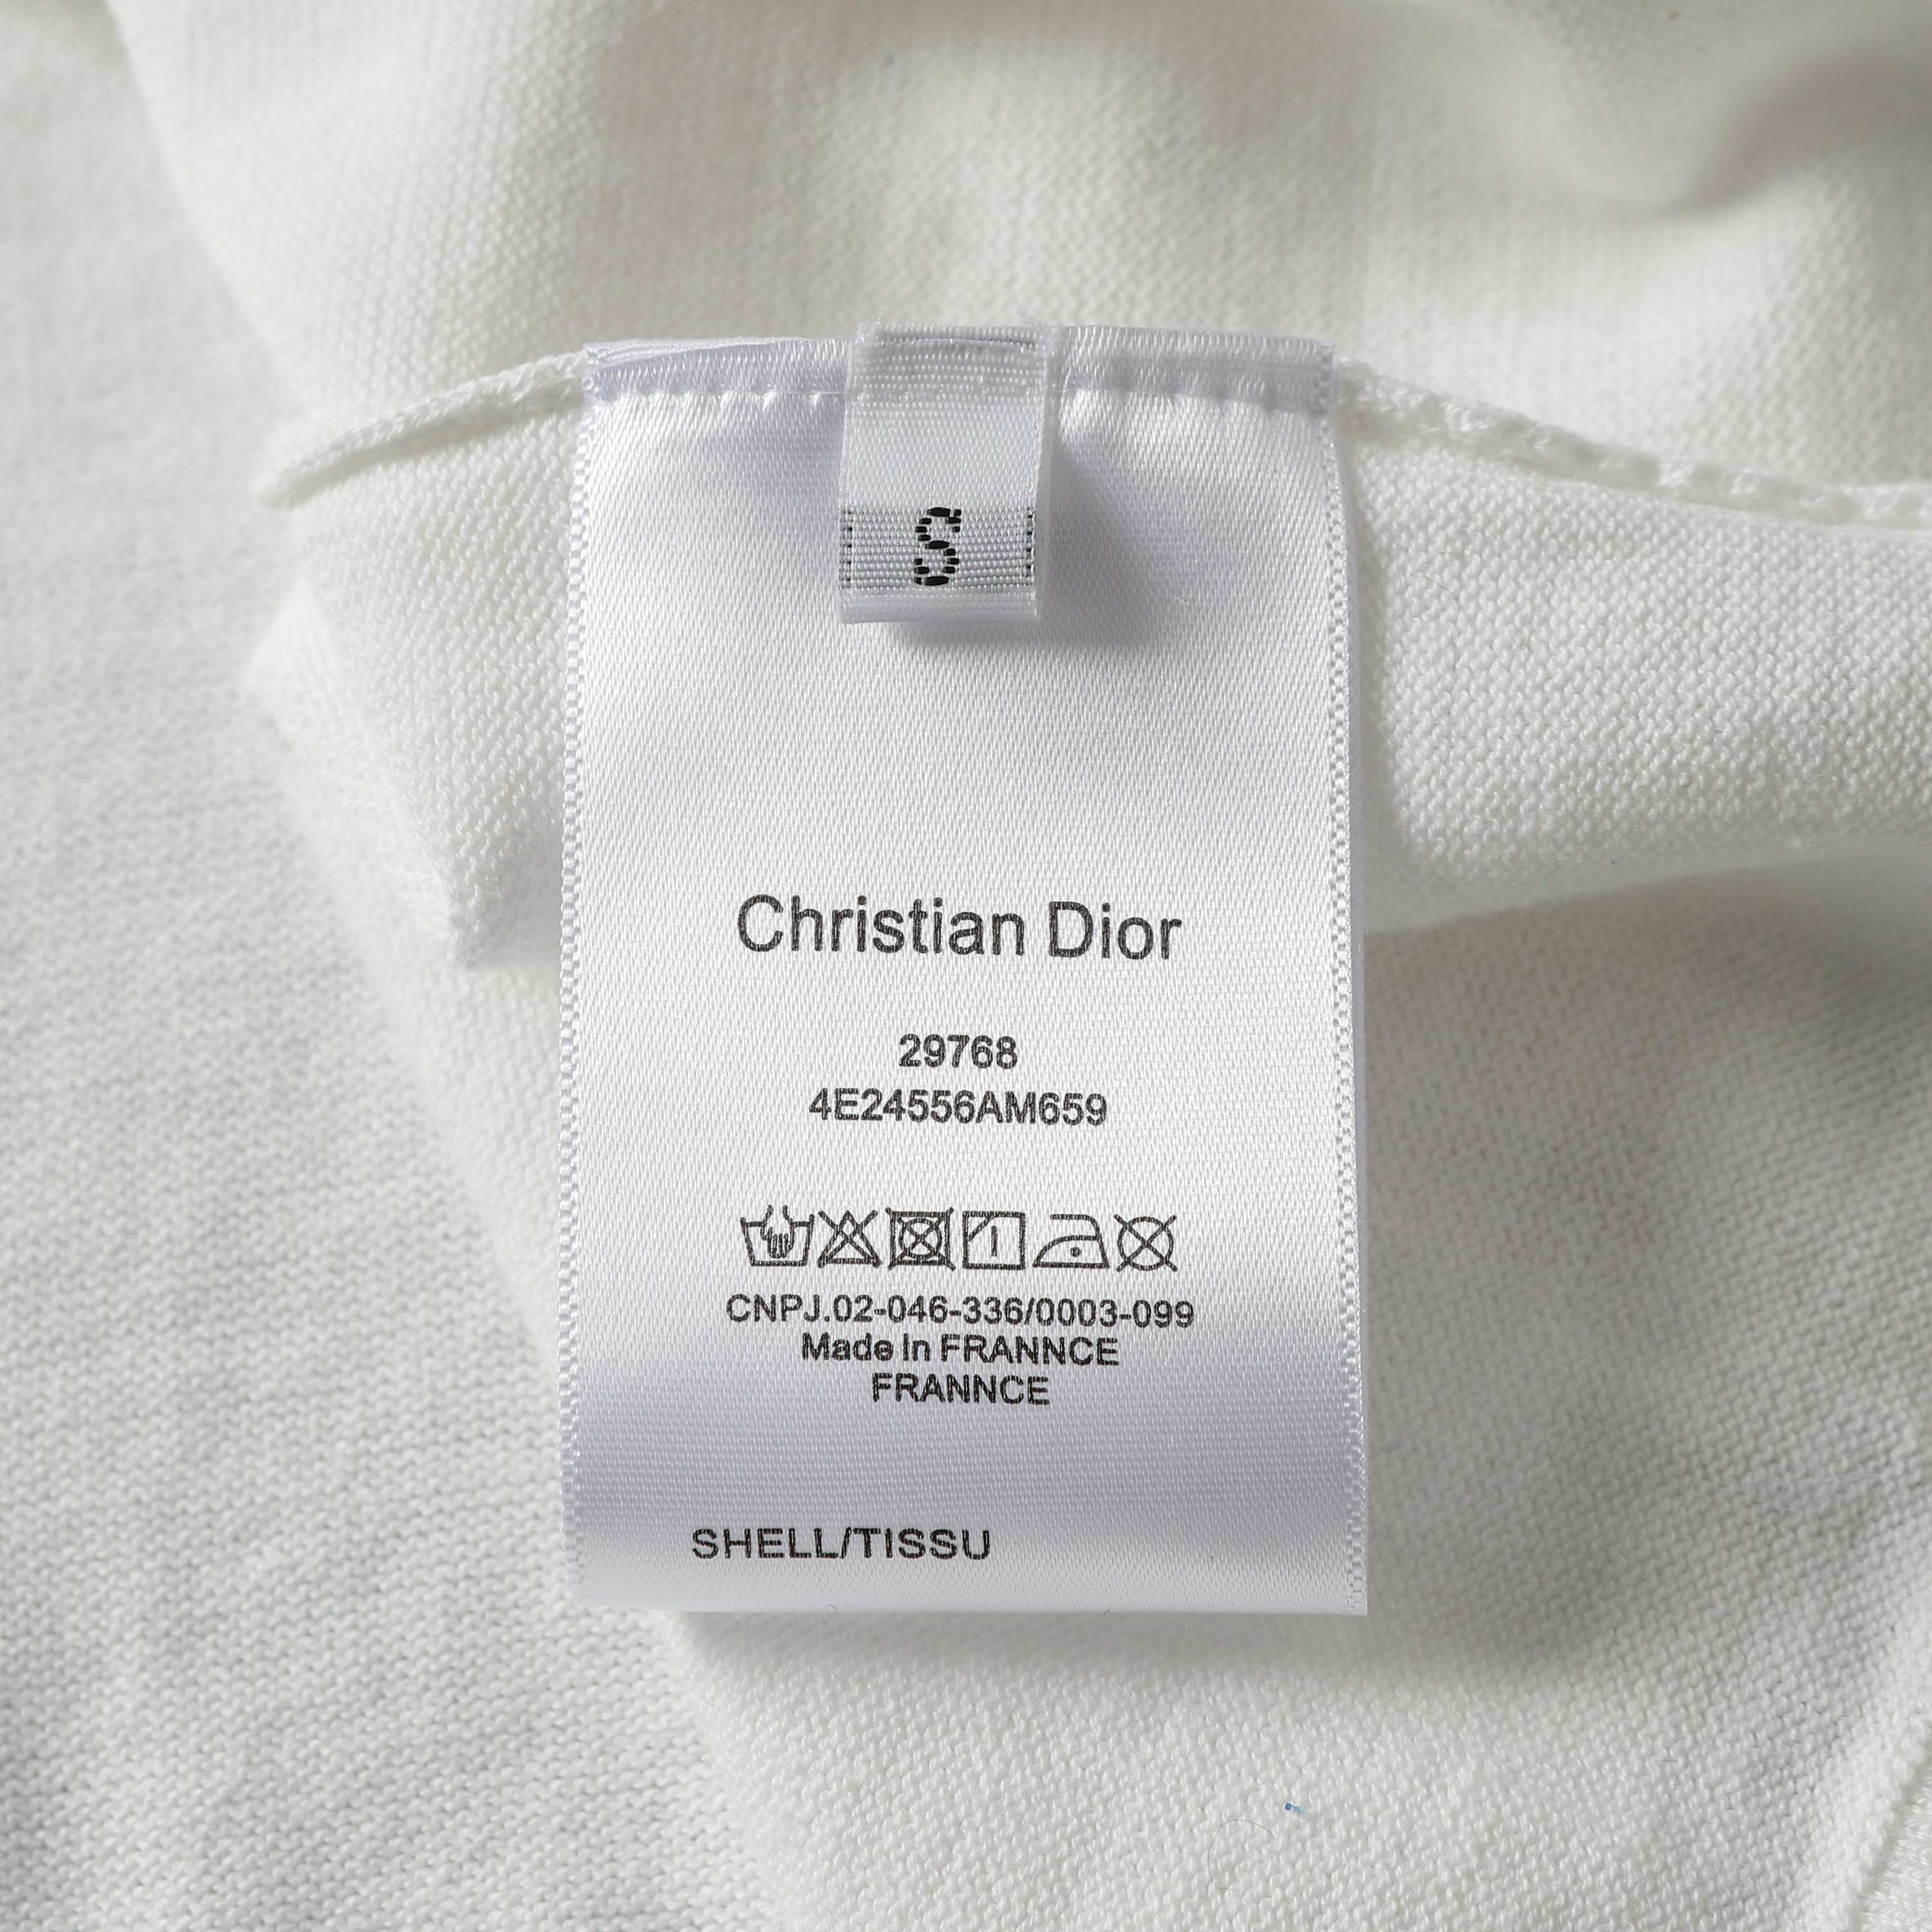 S
Christian Dior
29768
4E24556AM659
CNPJ.02-046-336/0003-099
Made In FRANNCE
FRANNCE
SHELL/TISSU